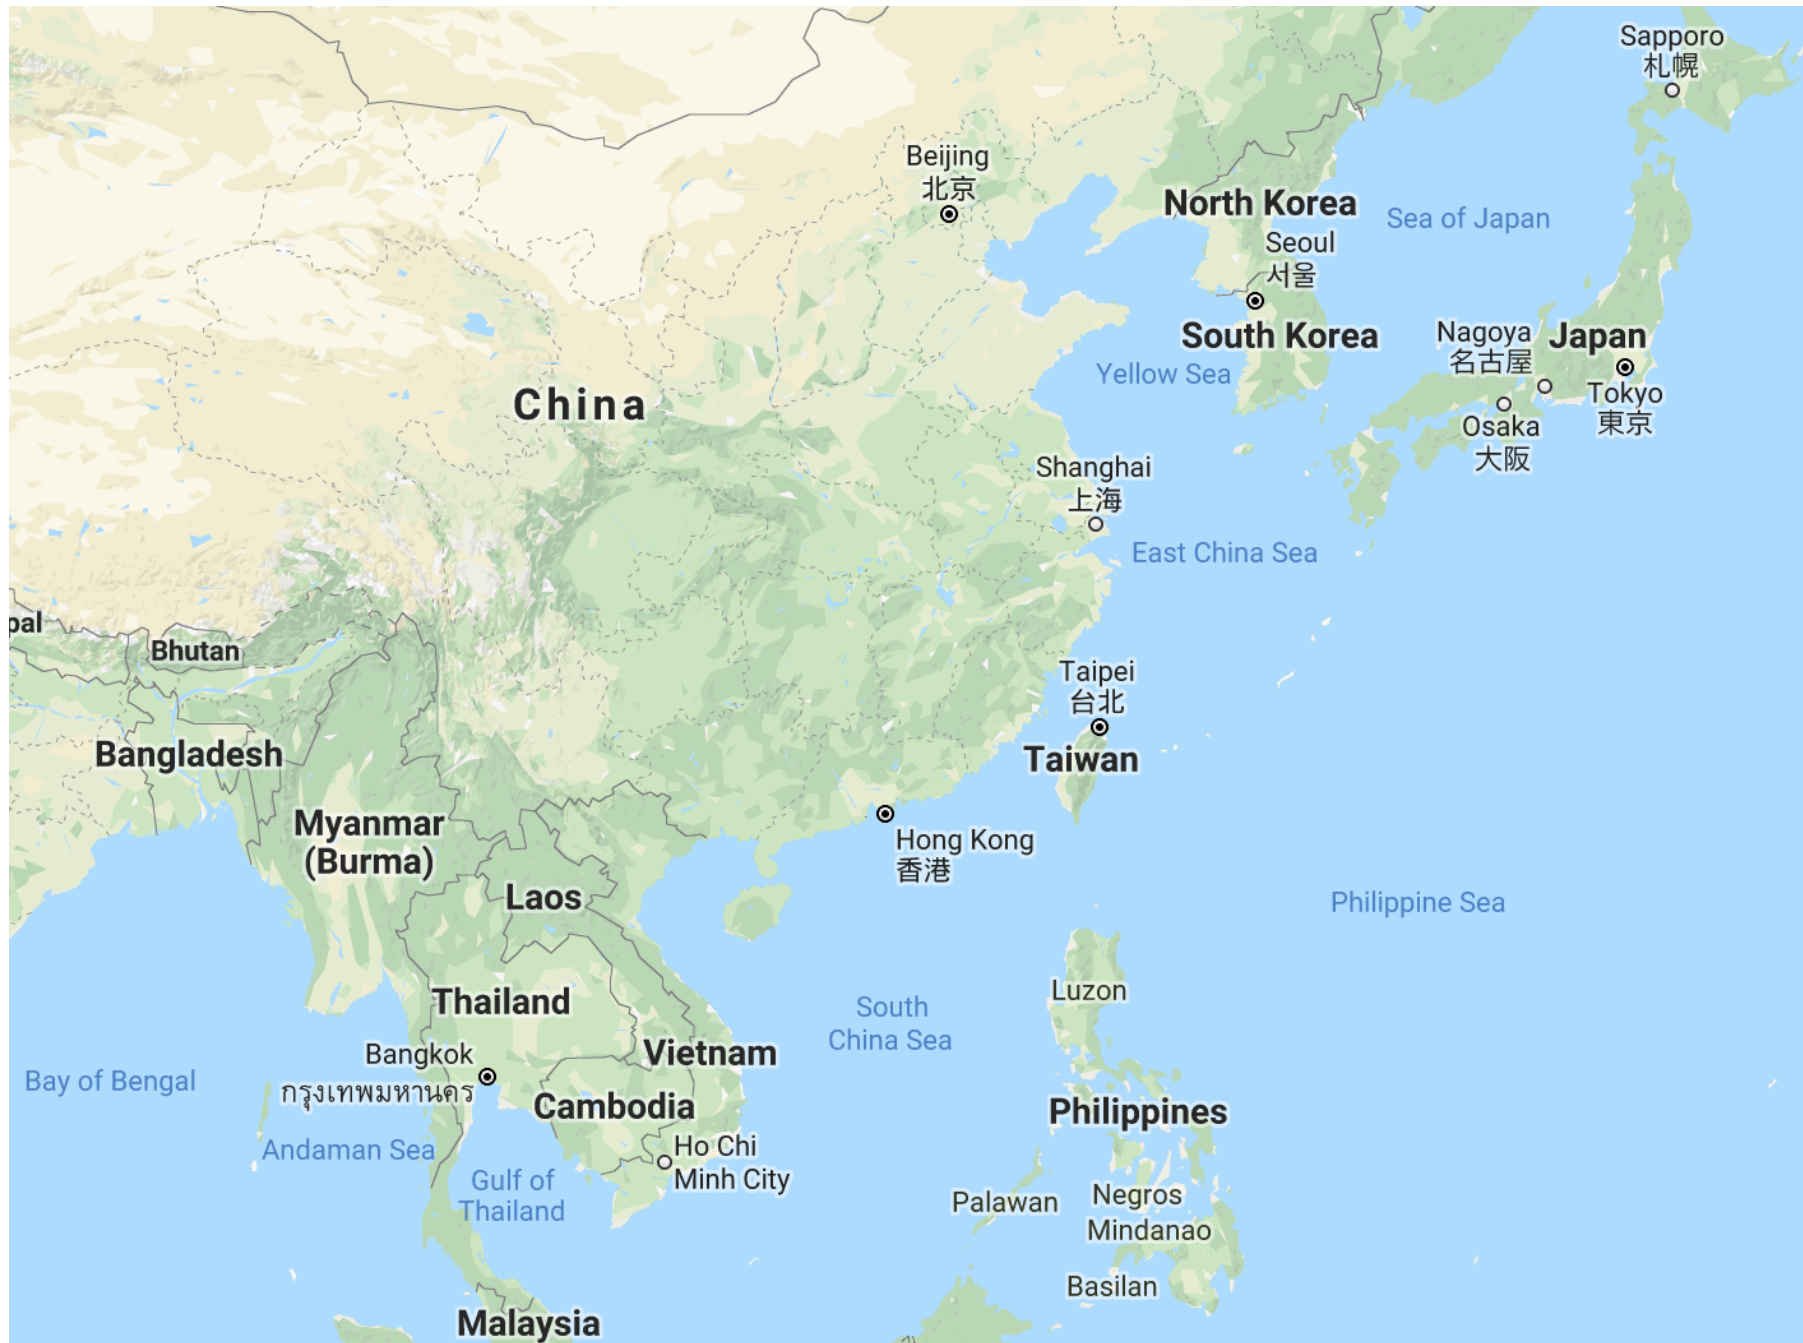 Sapporo
札幌
Beijing
北京
North Korea
Sea of Japan
Seoul
서울
South Korea
Nagoya
名古屋
Japan
Yellow Sea
Tokyo
東京
Osaka
大阪
China
Shanghai
上海
East China Sea
pal
Bhutan
Taipei
台北
Taiwan
Bangladesh
Myanmar
(Burma)
Hong Kong
香港
Laos
Philippine Sea
Luzon
Thailand
South
China Sea
Vietnam
Bangkok
กรุงเทพมหานคร
Bay of Bengal
Cambodia
Philippines
Andaman Sea
Ho Chi
Minh City
Gulf of
Thailand
Palawan
Negros
Mindanao
Basilan
Malaysia